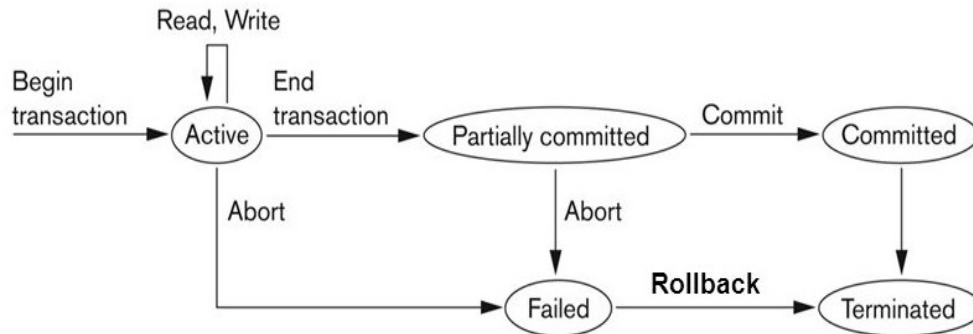 Read, Write
Begin
transaction
End
transaction
Active
Partially committed
Commit
Committed
Abort
Abort
Failed
Rollback
Terminated